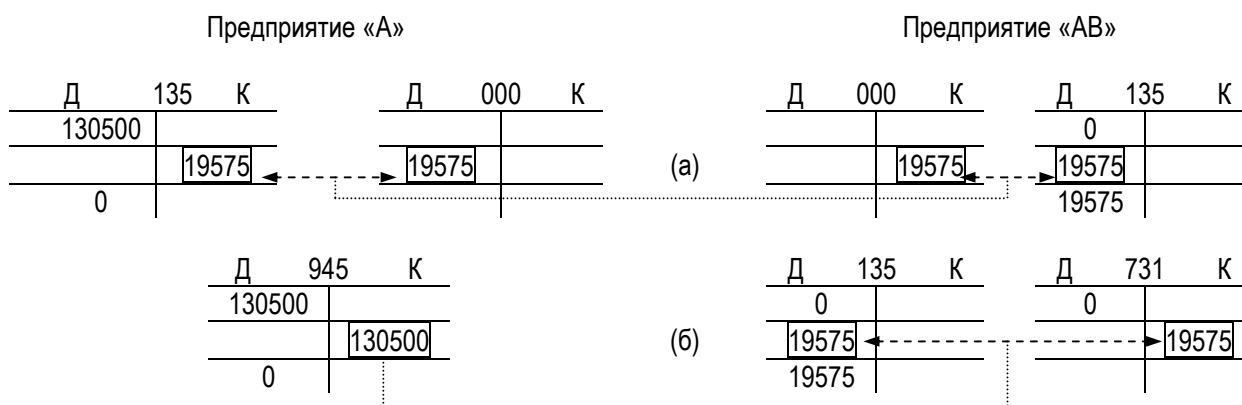 Предприятие «А» Предприятие «АВ»
Д 135 К Д 000 К Д 000 К Д 135 К
130500 0
19575 19575 (а) 19575 19575
0 19575
Д 945 К Д 135 К Д 731 К
130500 0 0
130500 (б) 19575 19575
0 19575